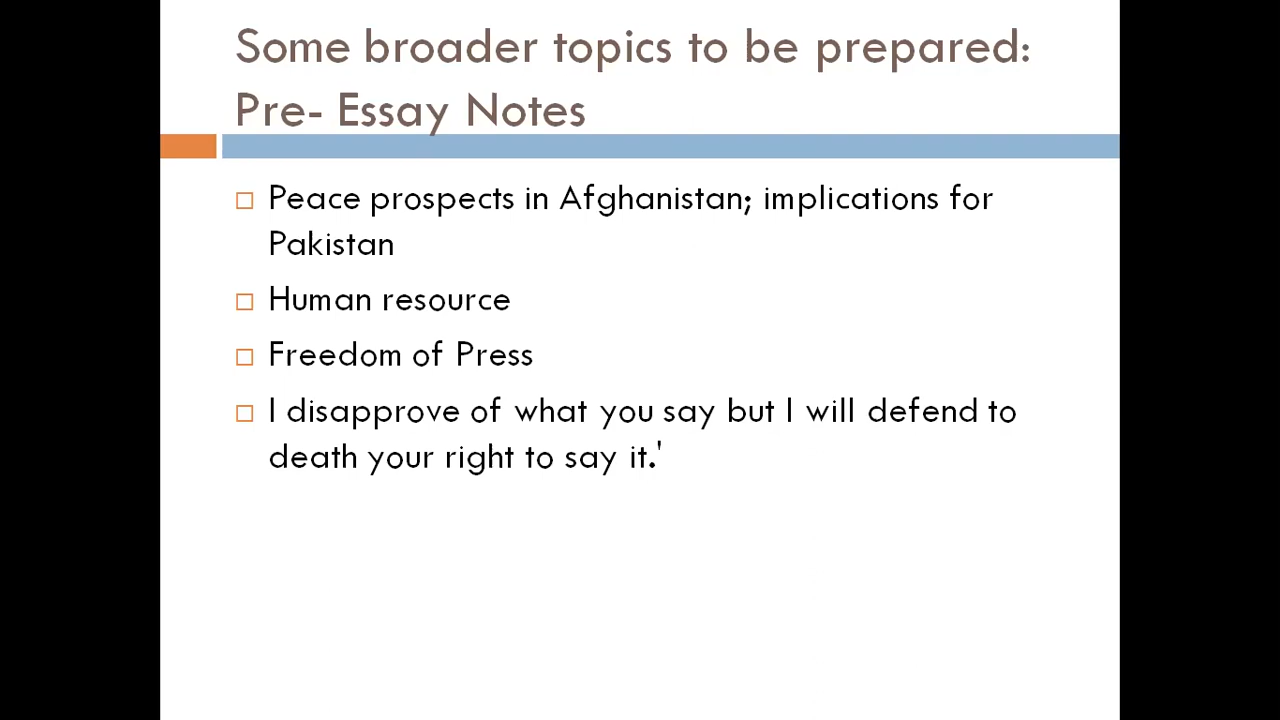 Some broader topics to be prepared:
Pre- Essay Notes
Peace prospects in Afghanistan; implications for
Pakistan
Human resource
Freedom of Press
I disapprove of what you say but I will defend to
death your right to say it.'